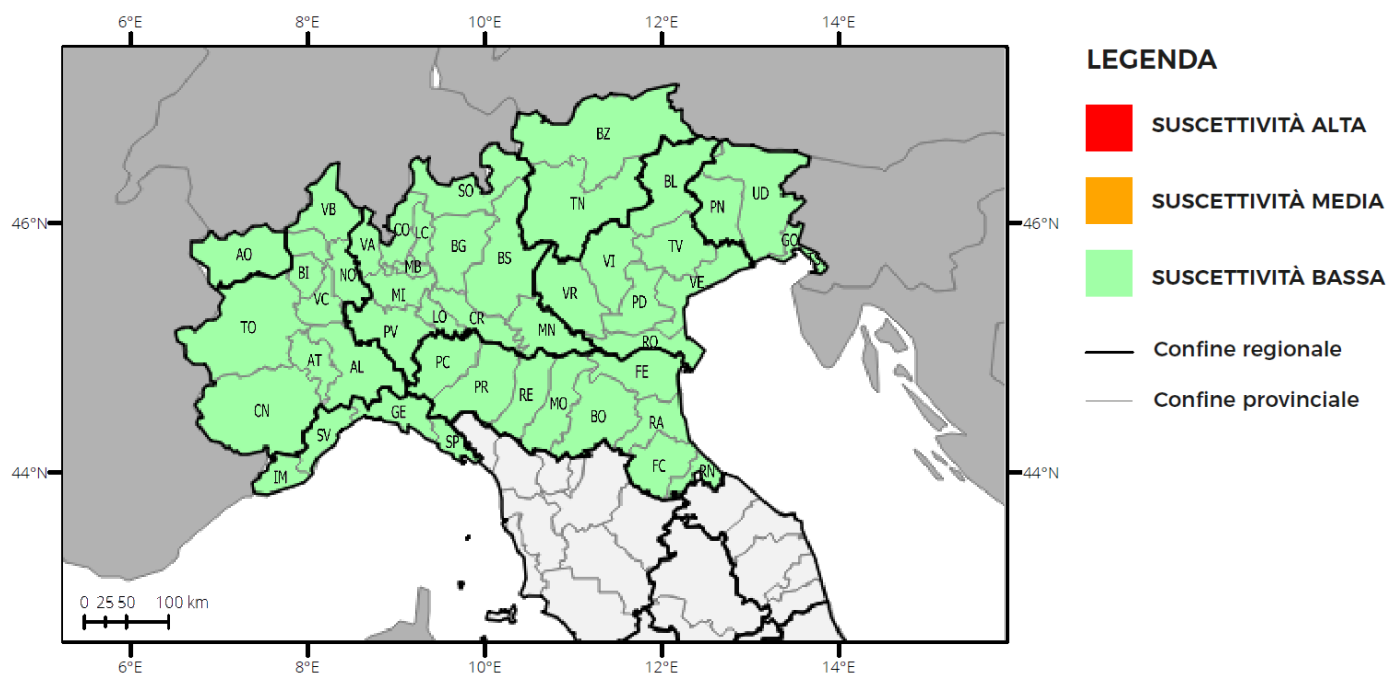 6°E 8°E 10°E 12°E 14°E
LEGENDA
SUSCETTIVITÀ ALTA
SUSCETTIVITÀ MEDIA
SUSCETTIVITÀ BASSA
Confine regionale
Confine provinciale
BZ
SO
BL
TN
UD
VB
PN
46°N
46°N
CO
LC
VA
GO
AO
BG
TV
BS
VI
MB
BI
NO
VE
VC
MI
VR
PD
TO
LO
CR
PV
MN
RO
AT
AL
PC
FE
PR
RE
MO
CN
GE
BO
RA
SV
SP
44°N
FC
RN
44°N
IM
0 25 50 100 km
6°E 8°E 10°E 12°E 14°E